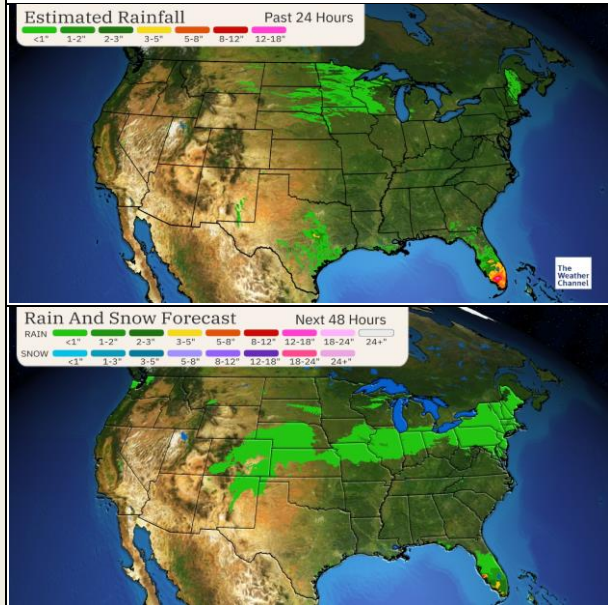 Estimated Rainfall Past 24 Hours
<1" 1-2" 2-3" 3-5" 5-8" 8-12" 12-18"
The
Weather
Channel
Rain And Snow Forecast Next 48 Hours
RAIN
<1" 1-2" 2-3" 3-5" 5-8" 8-12" 12-18" 18-24" 24+"
SNOW
<1" 1-3" 3-5" 5-8" 8-12" 12-18" 18-24" 24+"